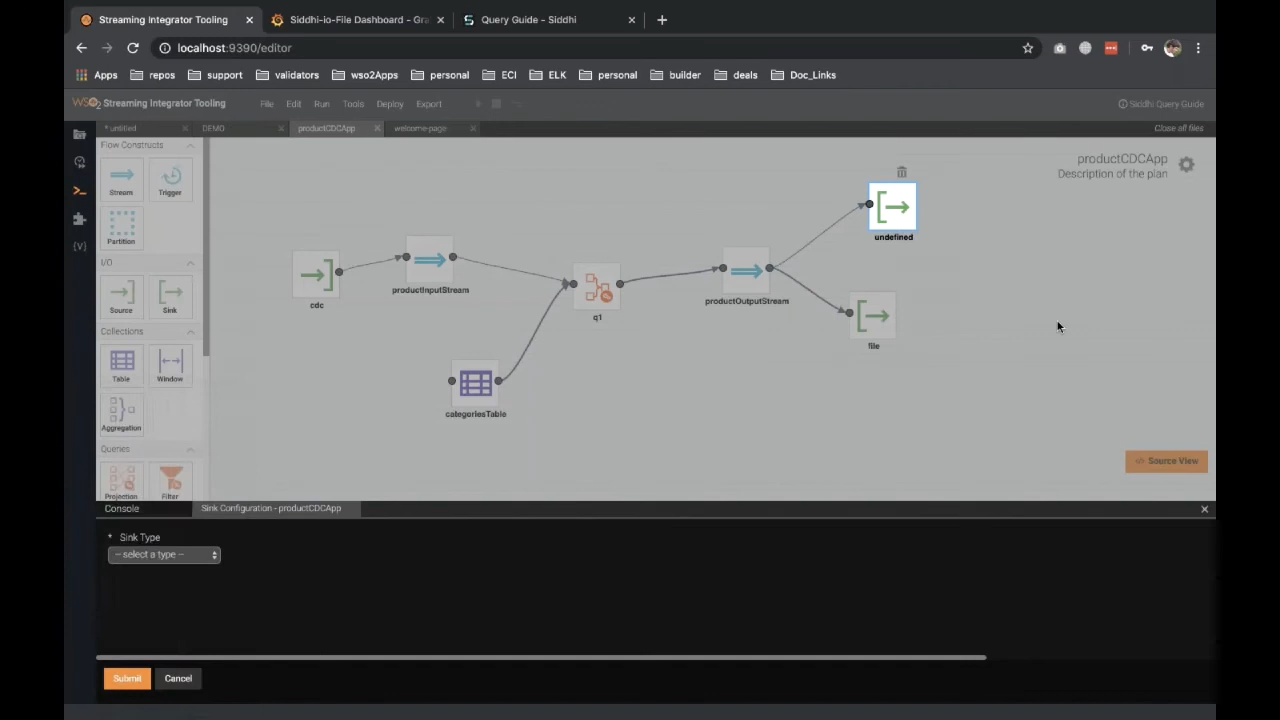 Streaming Integrator Tooling
Siddhi-io-File Dashboard - Gra
Query Guide - Siddhi
localhost:9390/editor
Apps repos support validators wso2Apps personal ECI ELK personal builder deals Doc_Links
WSO2 Streaming Integrator Tooling File Edit Run Tools Deploy Export Siddhi Query Guide
*untitled DEMO productCDCApp welcome-page Close all files
Flow Constructs
Stream Trigger
Partition
I/O
Source Sink
Collections
Table Window
Aggregation
Queries
Projection Filter
productCDCApp
Description of the plan
undefined
cdc
productInputStream
q1
productOutputStream
file
categoriesTable
{V}
</> Source View
Console Sink Configuration - productCDCApp
* Sink Type
-- select a type --
Submit Cancel